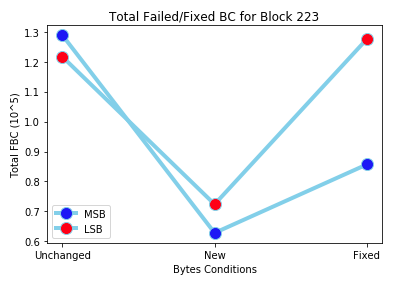 Total Failed/Fixed BC for Block 223
Total FBC (10^5)
1.3
1.2
1.1
1.0
0.9
0.8
0.7
0.6
MSB
LSB
Unchanged New Fixed
Bytes Conditions